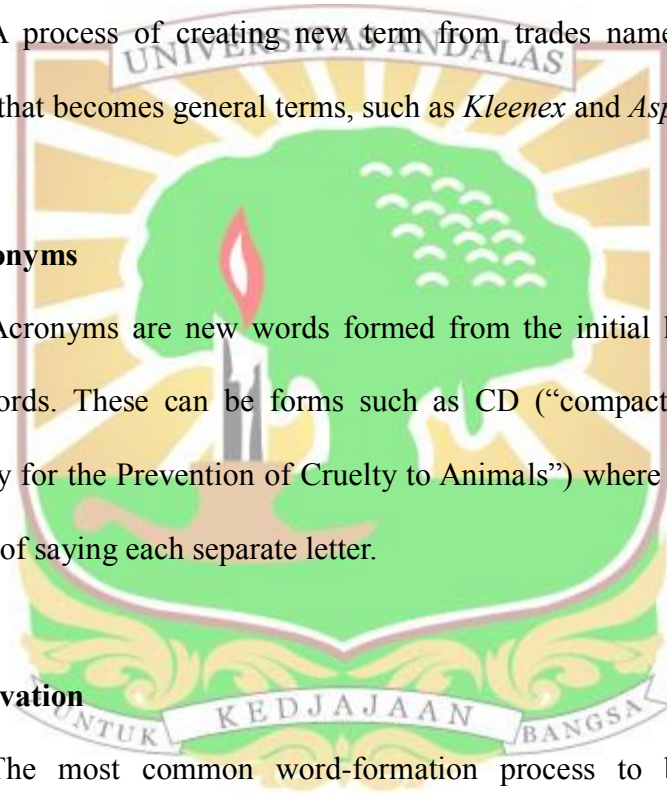 A process of creating new term from trades name
UNIVERSITAS ANDALAS
that becomes general terms, such as Kleenex and
onyms
Acronyms are new words formed from the initial
ords. These can be forms such as CD (“compact
y for the Prevention of Cruelty to Animals”) where
of saying each separate letter.
vation
UNTUK KEDJAJAAN BANGSA
The most common word-formation process to